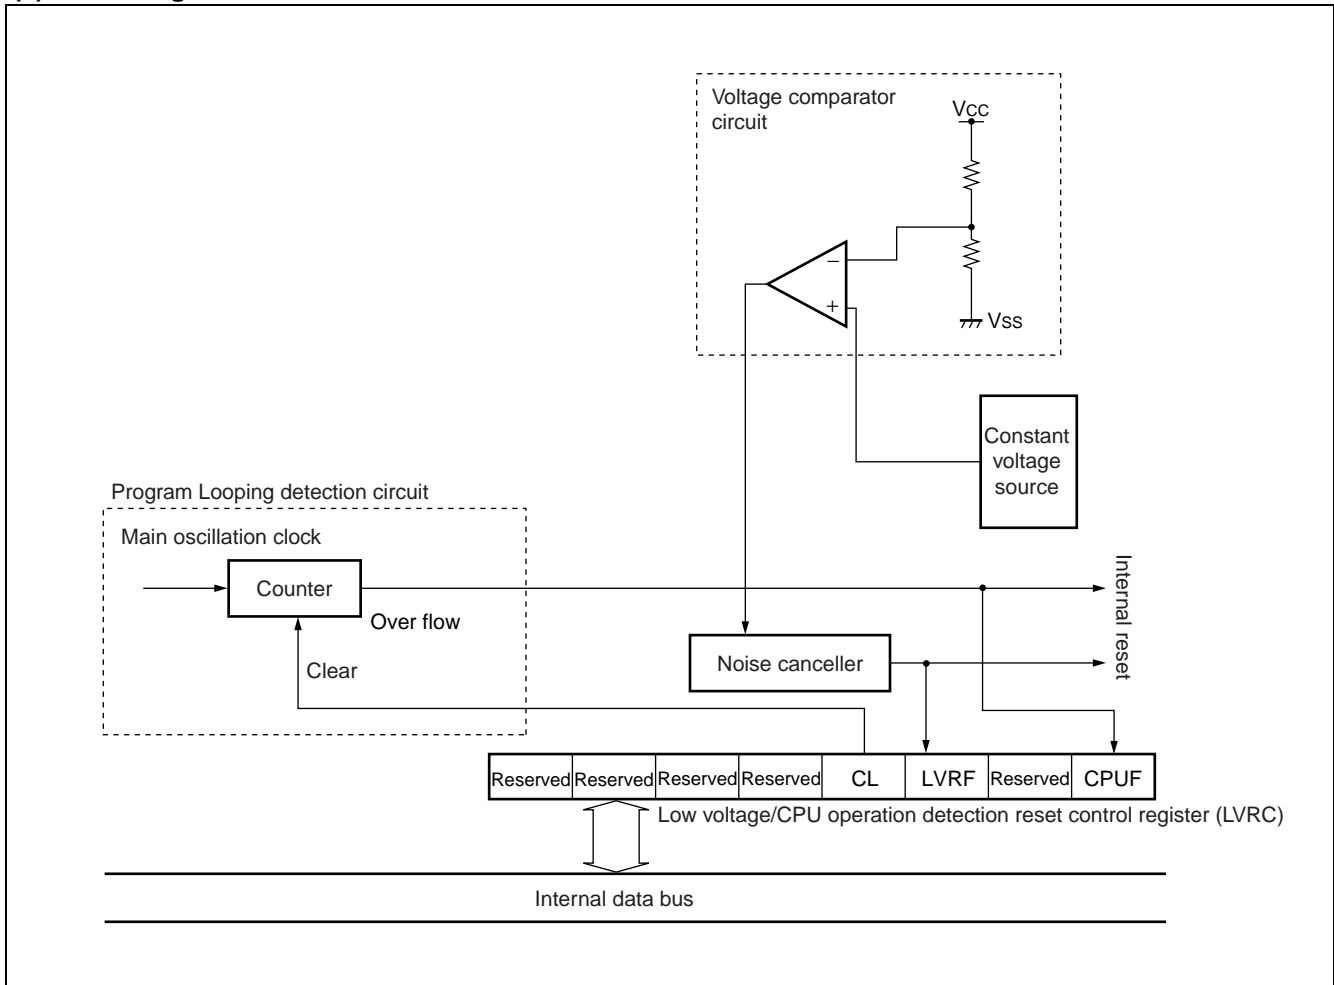 Voltage comparator
circuit
VCC
−
+
VSS
Constant
voltage
source
Program Looping detection circuit
Main oscillation clock
Counter
Over flow
Clear
Noise canceller
Internal reset
Reserved Reserved Reserved Reserved CL LVRF Reserved CPUF
Low voltage/CPU operation detection reset control register (LVRC)
Internal data bus